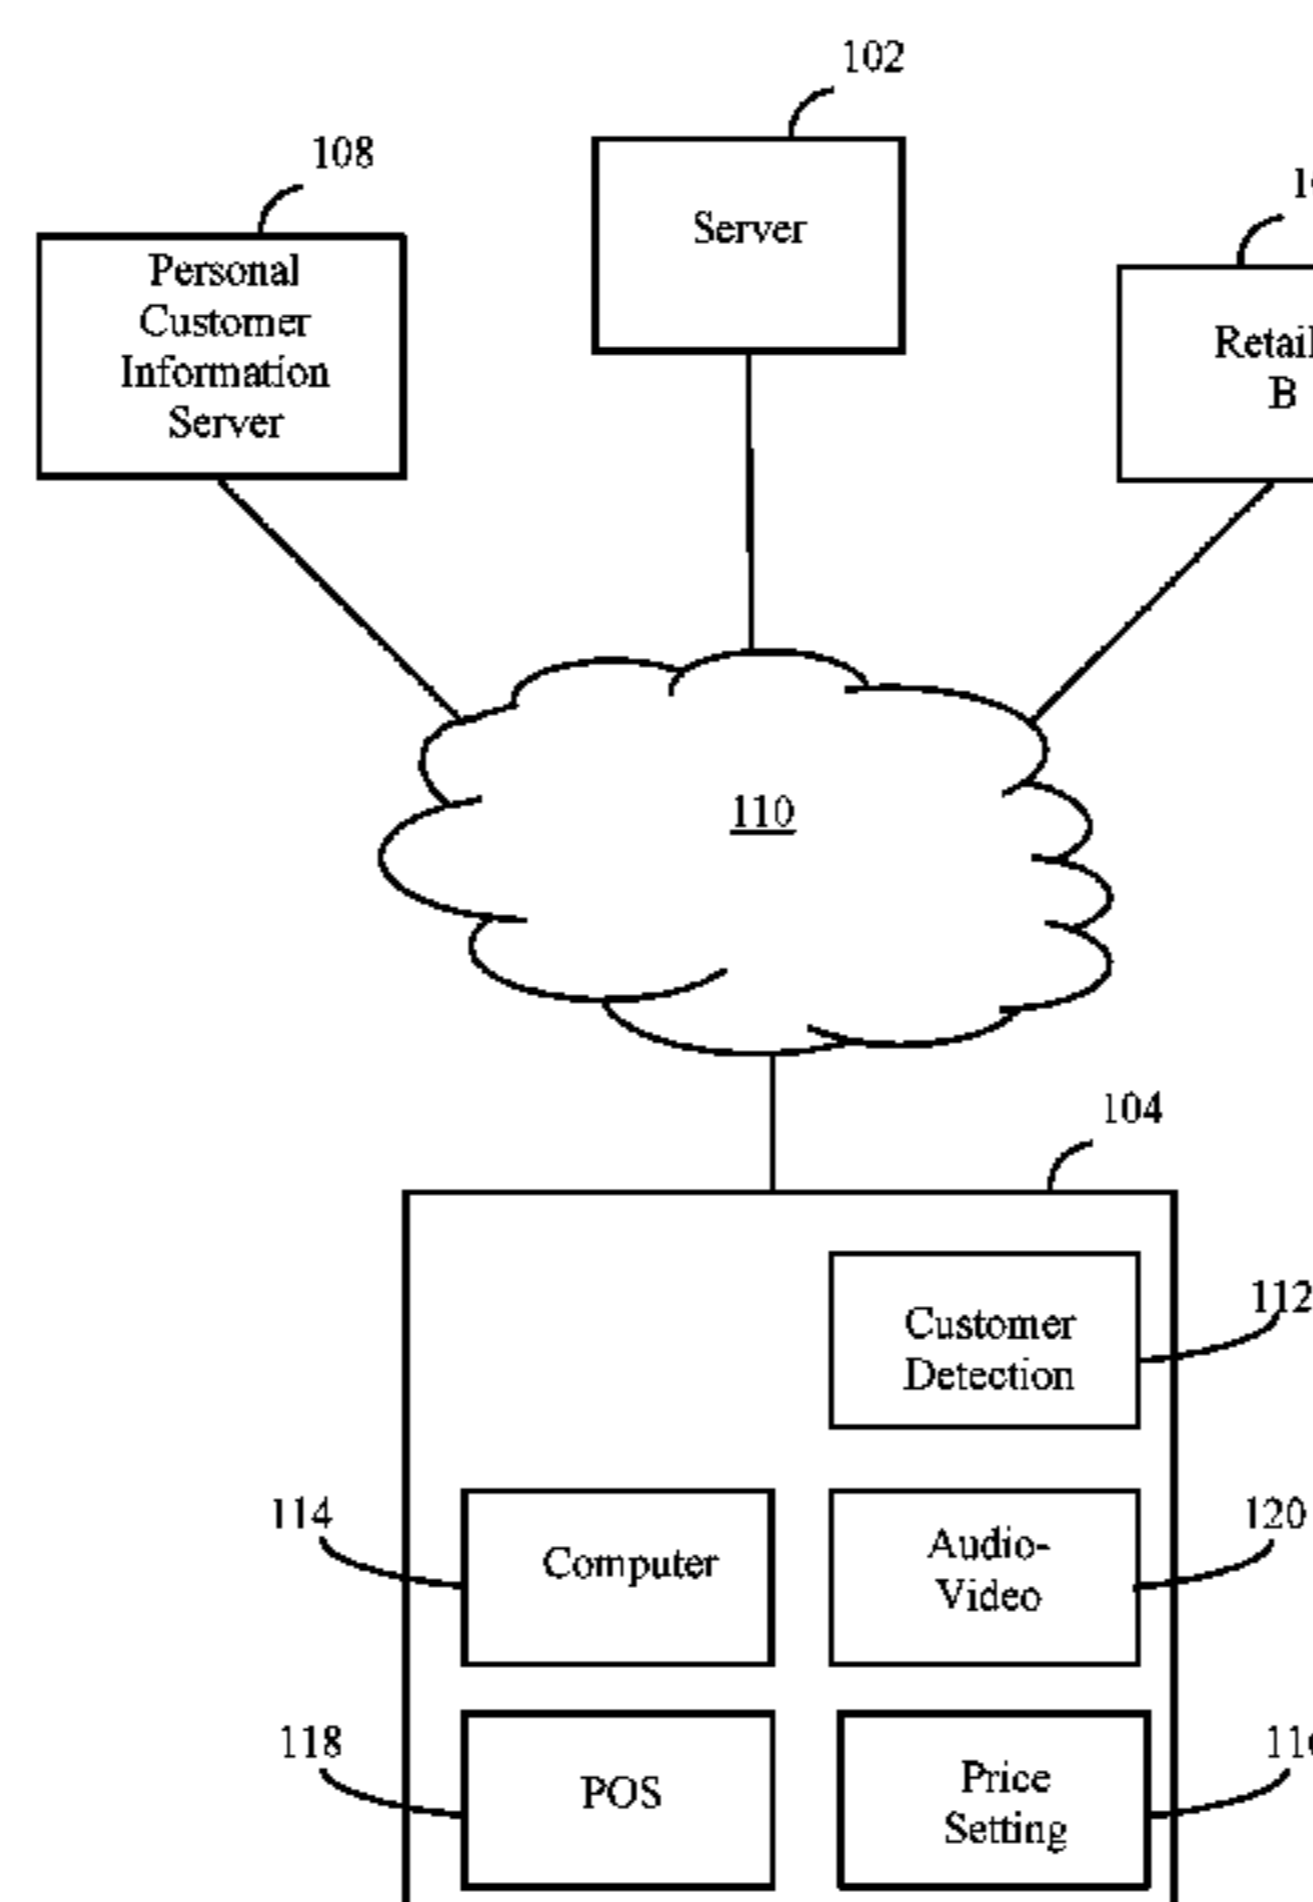 102
108
Server
Personal
Customer
Information
Server
B
110
104
112
Customer
Detection
114
120
Computer
Audio-
Video
118
POS
Price
Setting